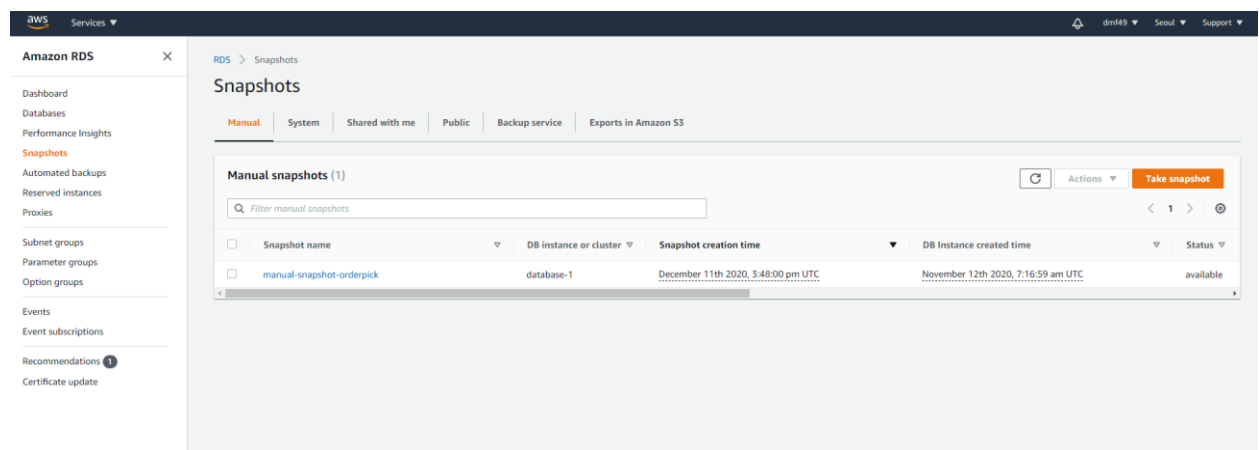 aws Services ▼ dmf49 ▼ Seoul ▼ Support ▼
Amazon RDS ×
Dashboard
Databases
Performance Insights
Snapshots
Automated backups
Reserved instances
Proxies
Subnet groups
Parameter groups
Option groups
Events
Event subscriptions
Recommendations 1
Certificate update
RDS > Snapshots
Snapshots
Manual System Shared with me Public Backup service Exports in Amazon S3
Manual snapshots (1) Actions ▼ Take snapshot
Filter manual snapshots < 1 >
Snapshot name DB instance or cluster Snapshot creation time DB Instance created time Status
manual-snapshot-orderpick database-1 December 11th 2020, 3:48:00 pm UTC November 12th 2020, 7:16:59 am UTC available